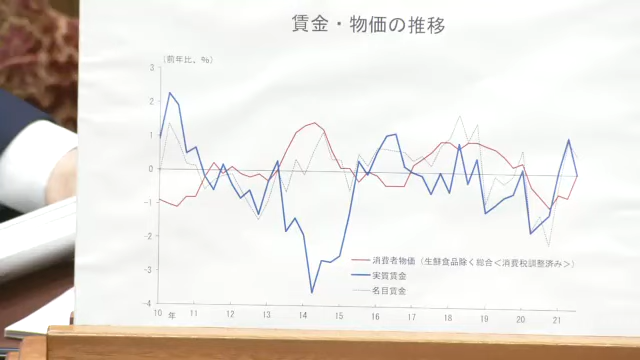 賃金・物価の推移
(前年比、%)
3
2
1
0
-1
-2
-3
-4
消費者物価（生鮮食品除く総合＜消費税調整済み＞）
実質賃金
名目賃金
10 年 11 12 13 14 15 16 17 18 19 20 21